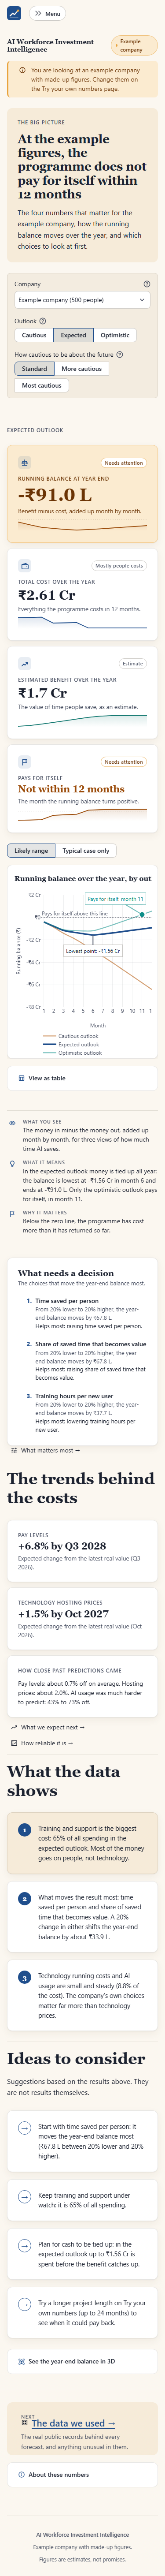 Menu
AI Workforce Investment
Intelligence
Example
company
You are looking at an example company
with made-up figures. Change them on
the Try your own numbers page.
THE BIG PICTURE
At the example
figures, the
programme does not
pay for itself within
12 months
The four numbers that matter for the
example company, how the running
balance moves over the year, and which
choices to look at first.
Company
Example company (500 people)
Outlook
Cautious
Expected
Optimistic
How cautious to be about the future
Standard
More cautious
Most cautious
EXPECTED OUTLOOK
Needs attention
RUNNING BALANCE AT YEAR END
-₹91.0 L
Benefit minus cost, added up month by month.
Mostly people costs
TOTAL COST OVER THE YEAR
₹2.61 Cr
Everything the programme costs in 12 months.
Estimate
ESTIMATED BENEFIT OVER THE YEAR
₹1.7 Cr
The value of time people save, as an estimate.
Needs attention
PAYS FOR ITSELF
Not within 12 months
The month the running balance turns positive.
Likely range
Typical case only
Running balance over the year, by outl
Pays for itself: month 11
₹2 Cr
Pays for itself above this line
₹0
-₹2 Cr
Lowest point: -₹1.56 Cr
-₹4 Cr
-₹6 Cr
-₹8 Cr
Running balance (₹)
1 2 3 4 5 6 7 8 9 10 11 1
Month
Cautious outlook
Expected outlook
Optimistic outlook
View as table
WHAT YOU SEE
The money in minus the money out, added up
month by month, for three views of how much
time AI saves.
WHAT IT MEANS
In the expected outlook money is tied up all year:
the balance is lowest at -₹1.56 Cr in month 6 and
ends at -₹91.0 L. Only the optimistic outlook pays
for itself, in month 11.
WHY IT MATTERS
Below the zero line, the programme has cost
more than it has returned so far.
What needs a decision
The choices that move the year-end balance most.
1. Time saved per person
From 20% lower to 20% higher, the year-
end balance moves by ₹67.8 L.
Helps most: raising time saved per person.
2. Share of saved time that becomes value
From 20% lower to 20% higher, the year-
end balance moves by ₹67.8 L.
Helps most: raising share of saved time that
becomes value.
3. Training hours per new user
From 20% lower to 20% higher, the year-
end balance moves by ₹37.7 L.
Helps most: lowering training hours per
new user.
What matters most →
The trends behind
the costs
PAY LEVELS
+6.8% by Q3 2028
Expected change from the latest real value (Q3
2026).
TECHNOLOGY HOSTING PRICES
+1.5% by Oct 2027
Expected change from the latest real value (Oct
2026).
HOW CLOSE PAST PREDICTIONS CAME
Pay levels: about 0.7% off on average. Hosting
prices: about 2.0%. AI usage was much harder
to predict: 43% to 73% off.
What we expect next →
How reliable it is →
What the data
shows
1
Training and support is the biggest
cost: 65% of all spending in the
expected outlook. Most of the money
goes on people, not technology.
2
What moves the result most: time
saved per person and share of saved
time that becomes value. A 20%
change in either shifts the year-end
balance by about ₹33.9 L.
3
Technology running costs and AI
usage are small and steady (8.8% of
the cost). The company's own choices
matter far more than technology
prices.
Ideas to consider
Suggestions based on the results above. They
are not results themselves.
Start with time saved per person: it
moves the year-end balance most
(₹67.8 L between 20% lower and 20%
higher).
Keep training and support under
watch: it is 65% of all spending.
Plan for cash to be tied up: in the
expected outlook up to ₹1.56 Cr is
spent before the benefit catches up.
Try a longer project length on Try your
own numbers (up to 24 months) to
see when it could pay back.
See the year-end balance in 3D
NEXT
The data we used →
The real public records behind every
forecast, and anything unusual in them.
About these numbers
AI Workforce Investment Intelligence
Example company with made-up figures.
Figures are estimates, not promises.